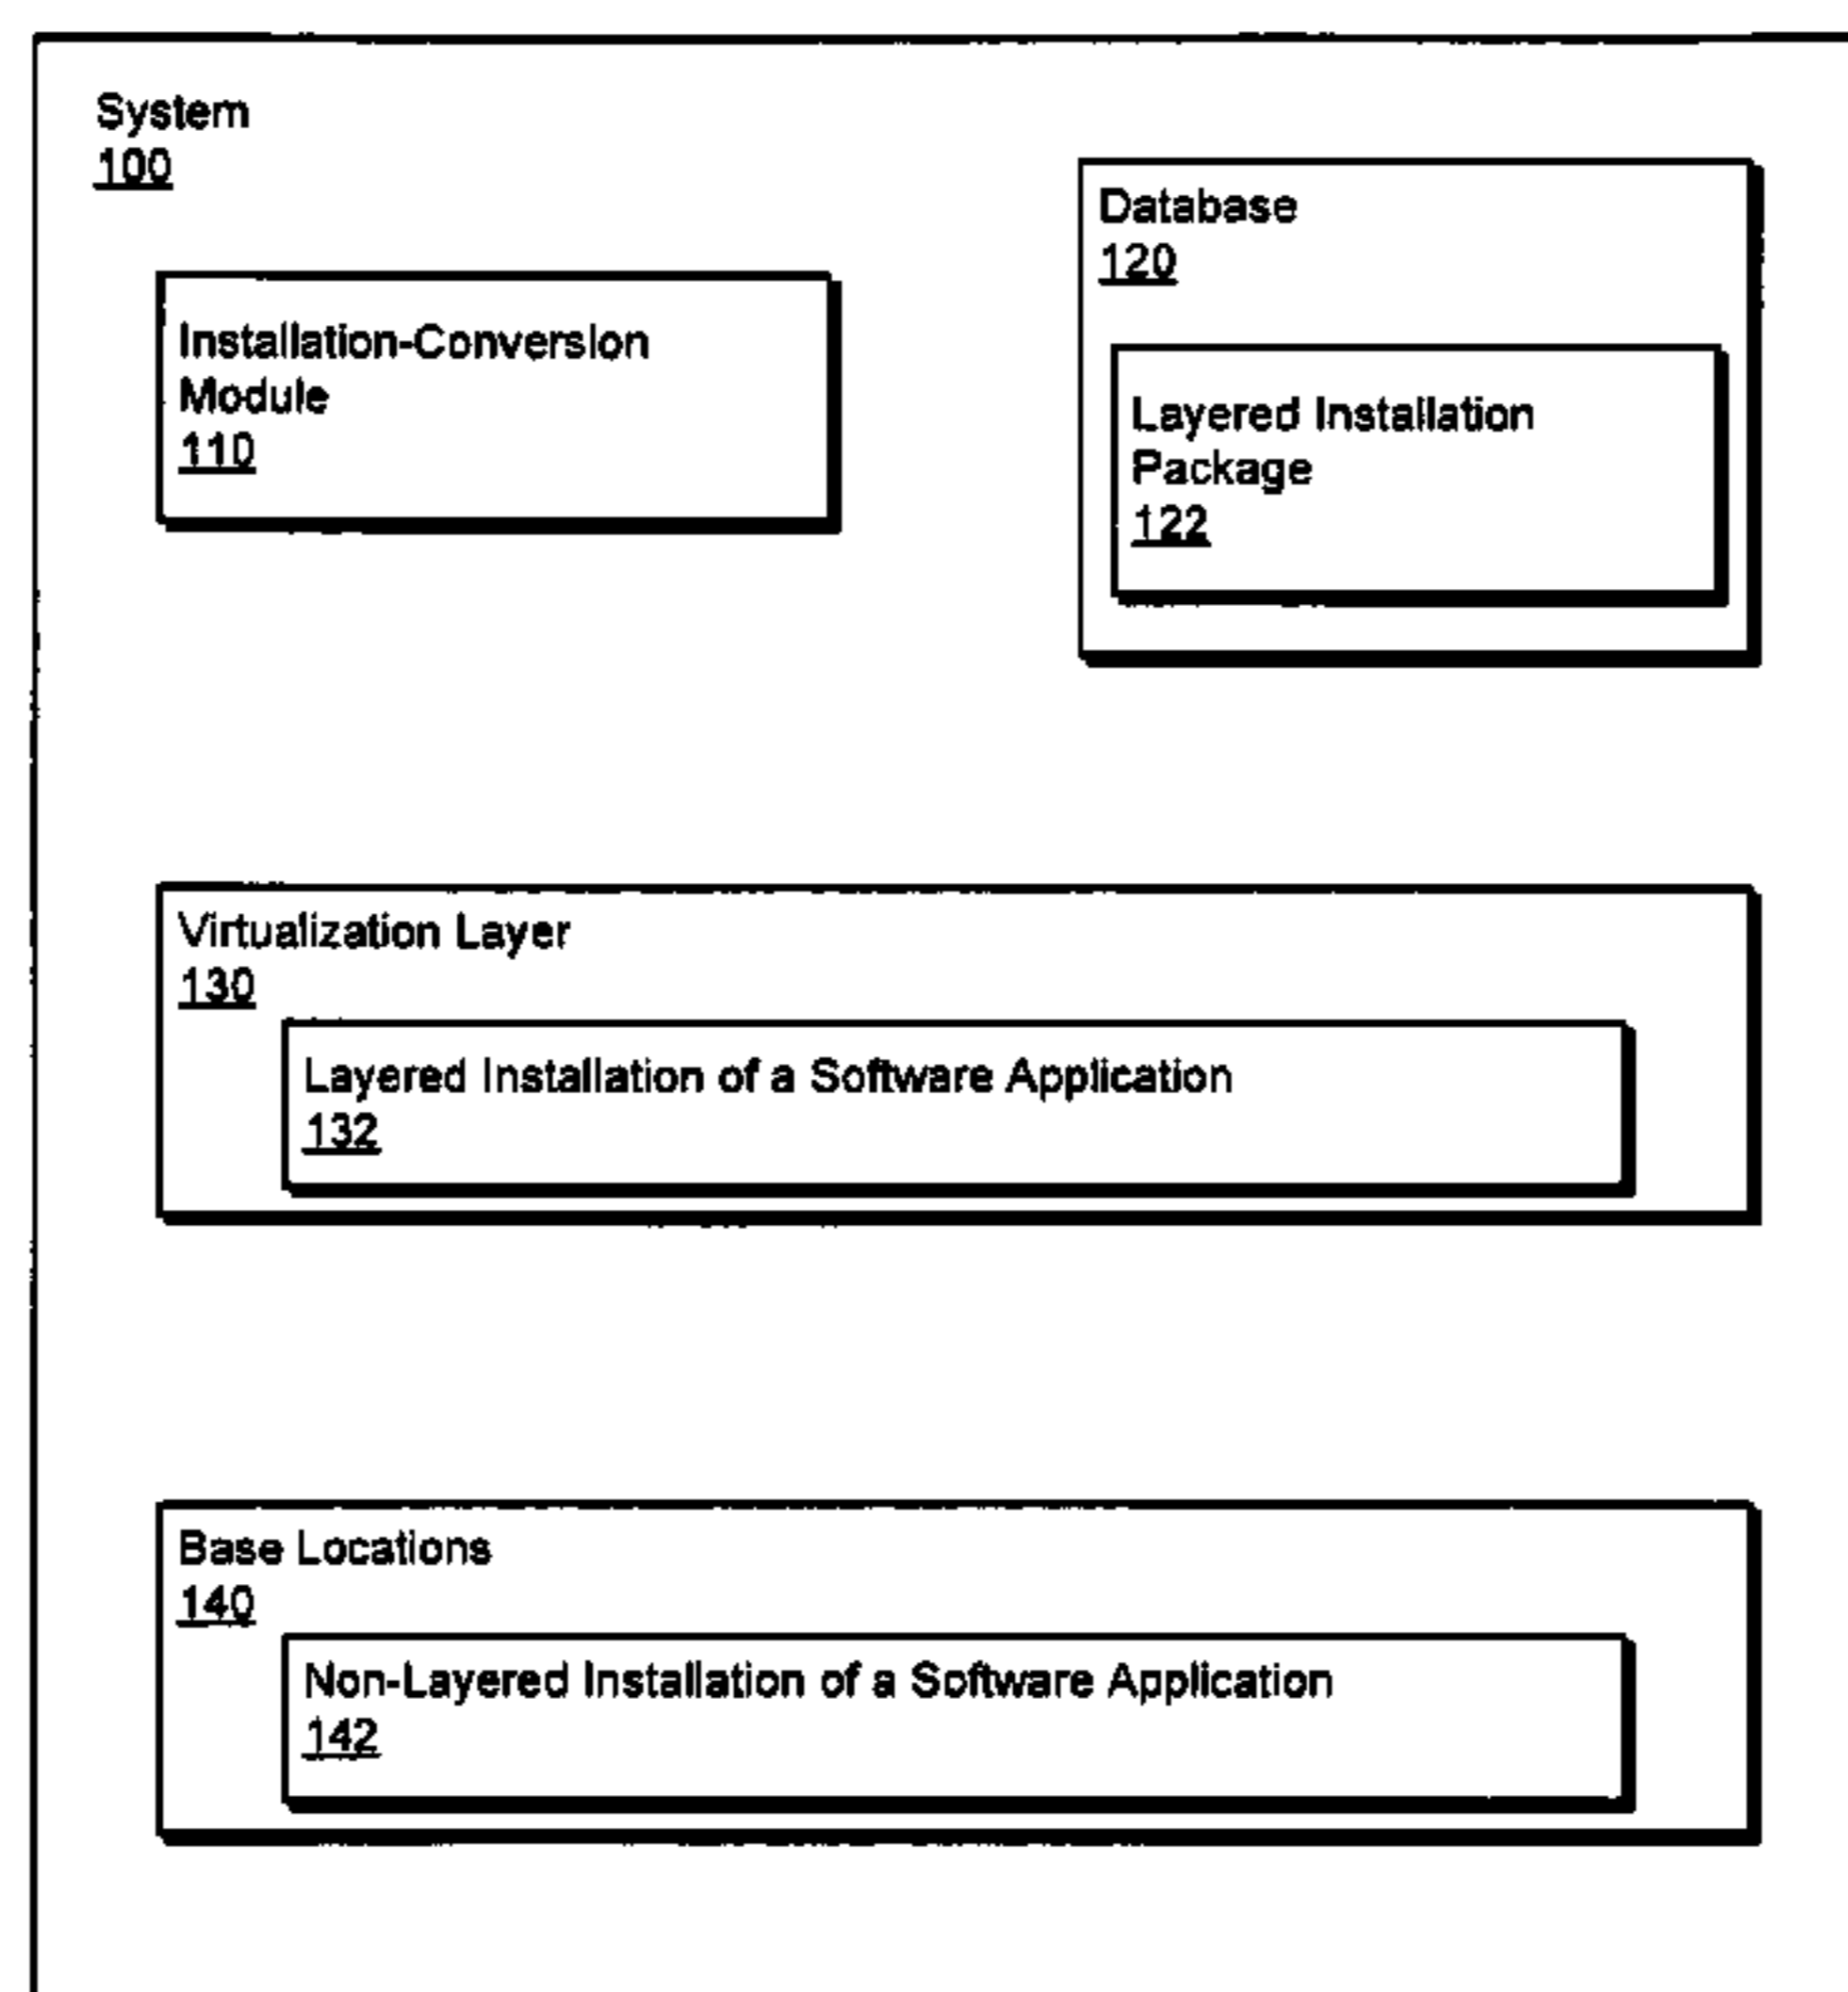 System
100
Database
120
Installation-Conversion
Module
110
Layered Installation
Package
122
Virtualization Layer
130
Layered Installation of a Software Application
132
Base Locations
140
Non-Layered Installation of a Software Application
142